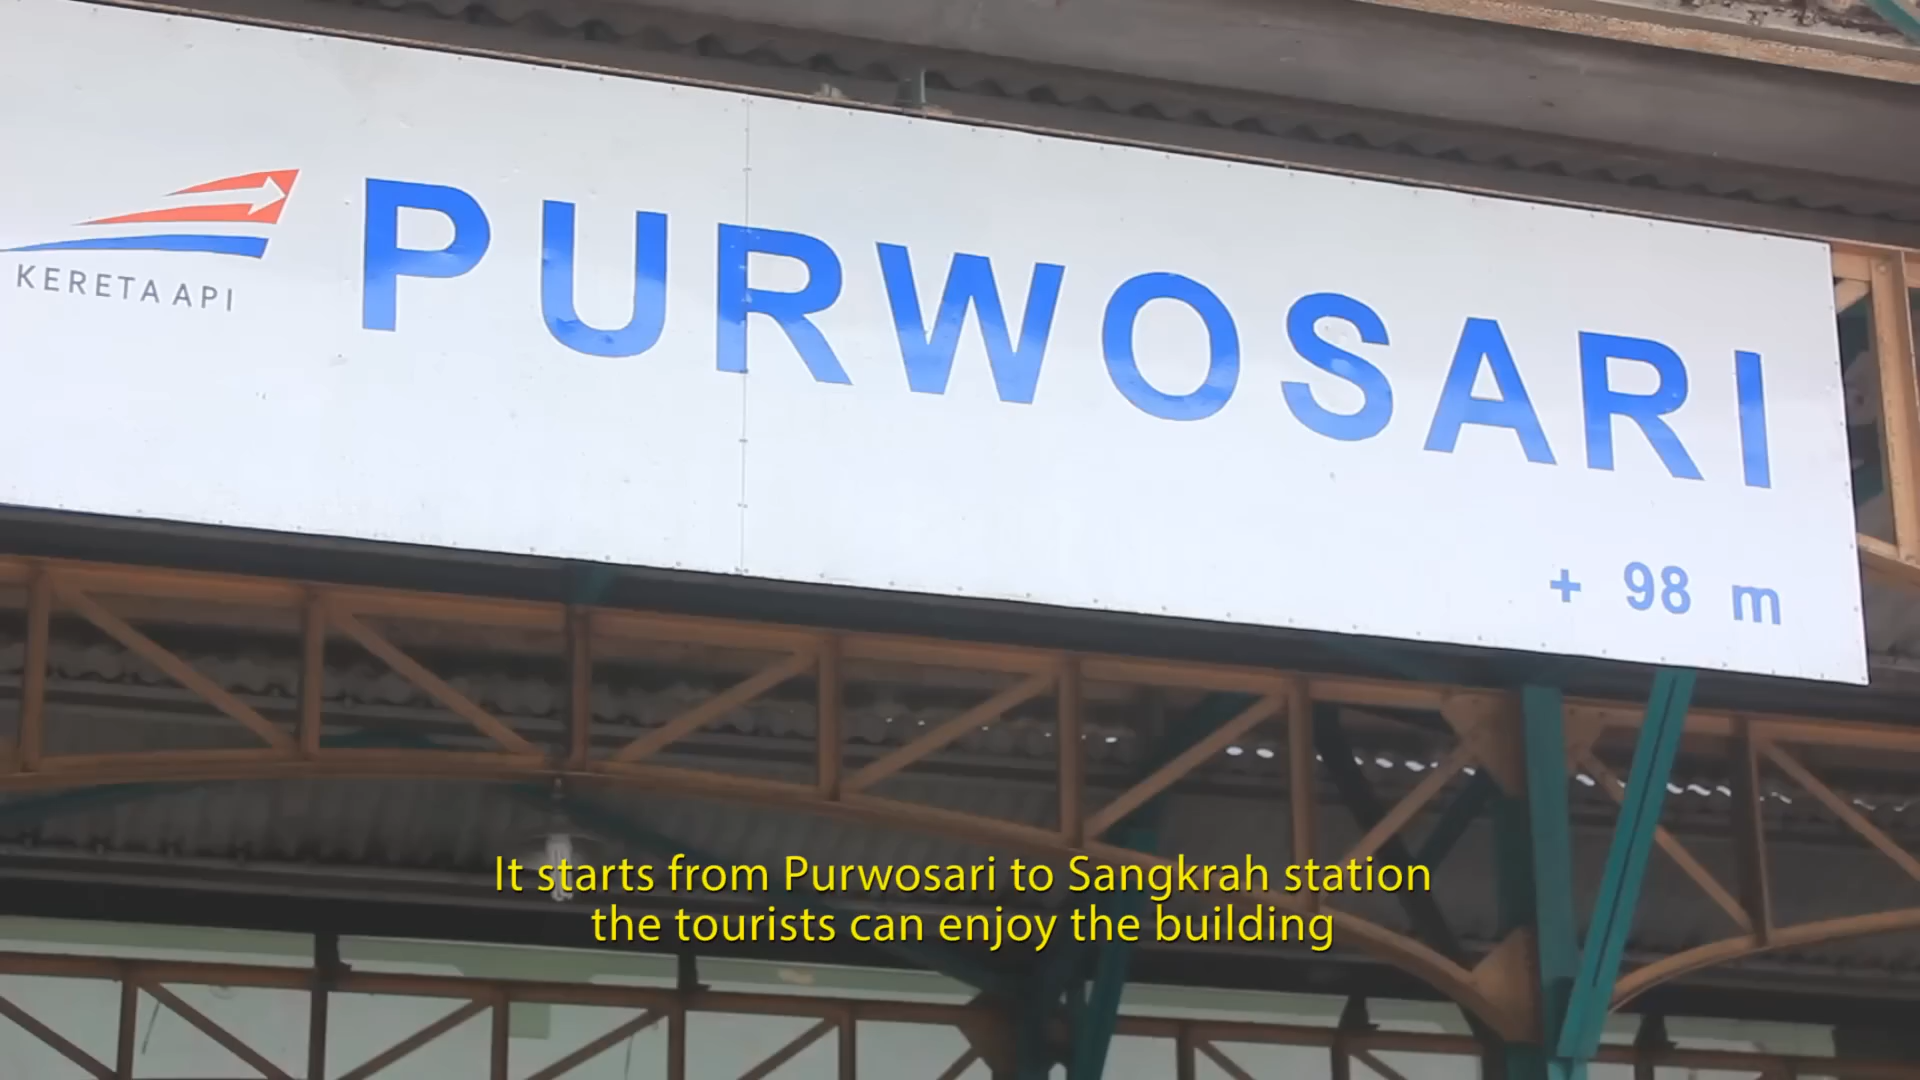 KERETA API
PURWOSARI
+ 98 m
It starts from Purwosari to Sangkrah station
the tourists can enjoy the building